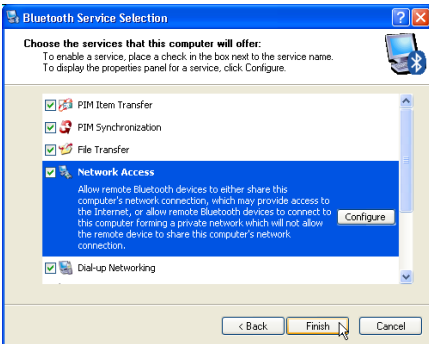 Bluetooth Service Selection
Choose the services that this computer will offer:
To enable a service, place a check in the box next to the service name.
To display the properties panel for a service, click Configure.
PIM Item Transfer
PIM Synchronization
File Transfer
Network Access
Allow remote Bluetooth devices to either share this
computer's network connection, which may provide access to
the Internet, or allow remote Bluetooth devices to connect to
this computer forming a private network which will not allow
the remote device to share this computer's network
connection.
Configure
Dial-up Networking
< Back
Finish
Cancel